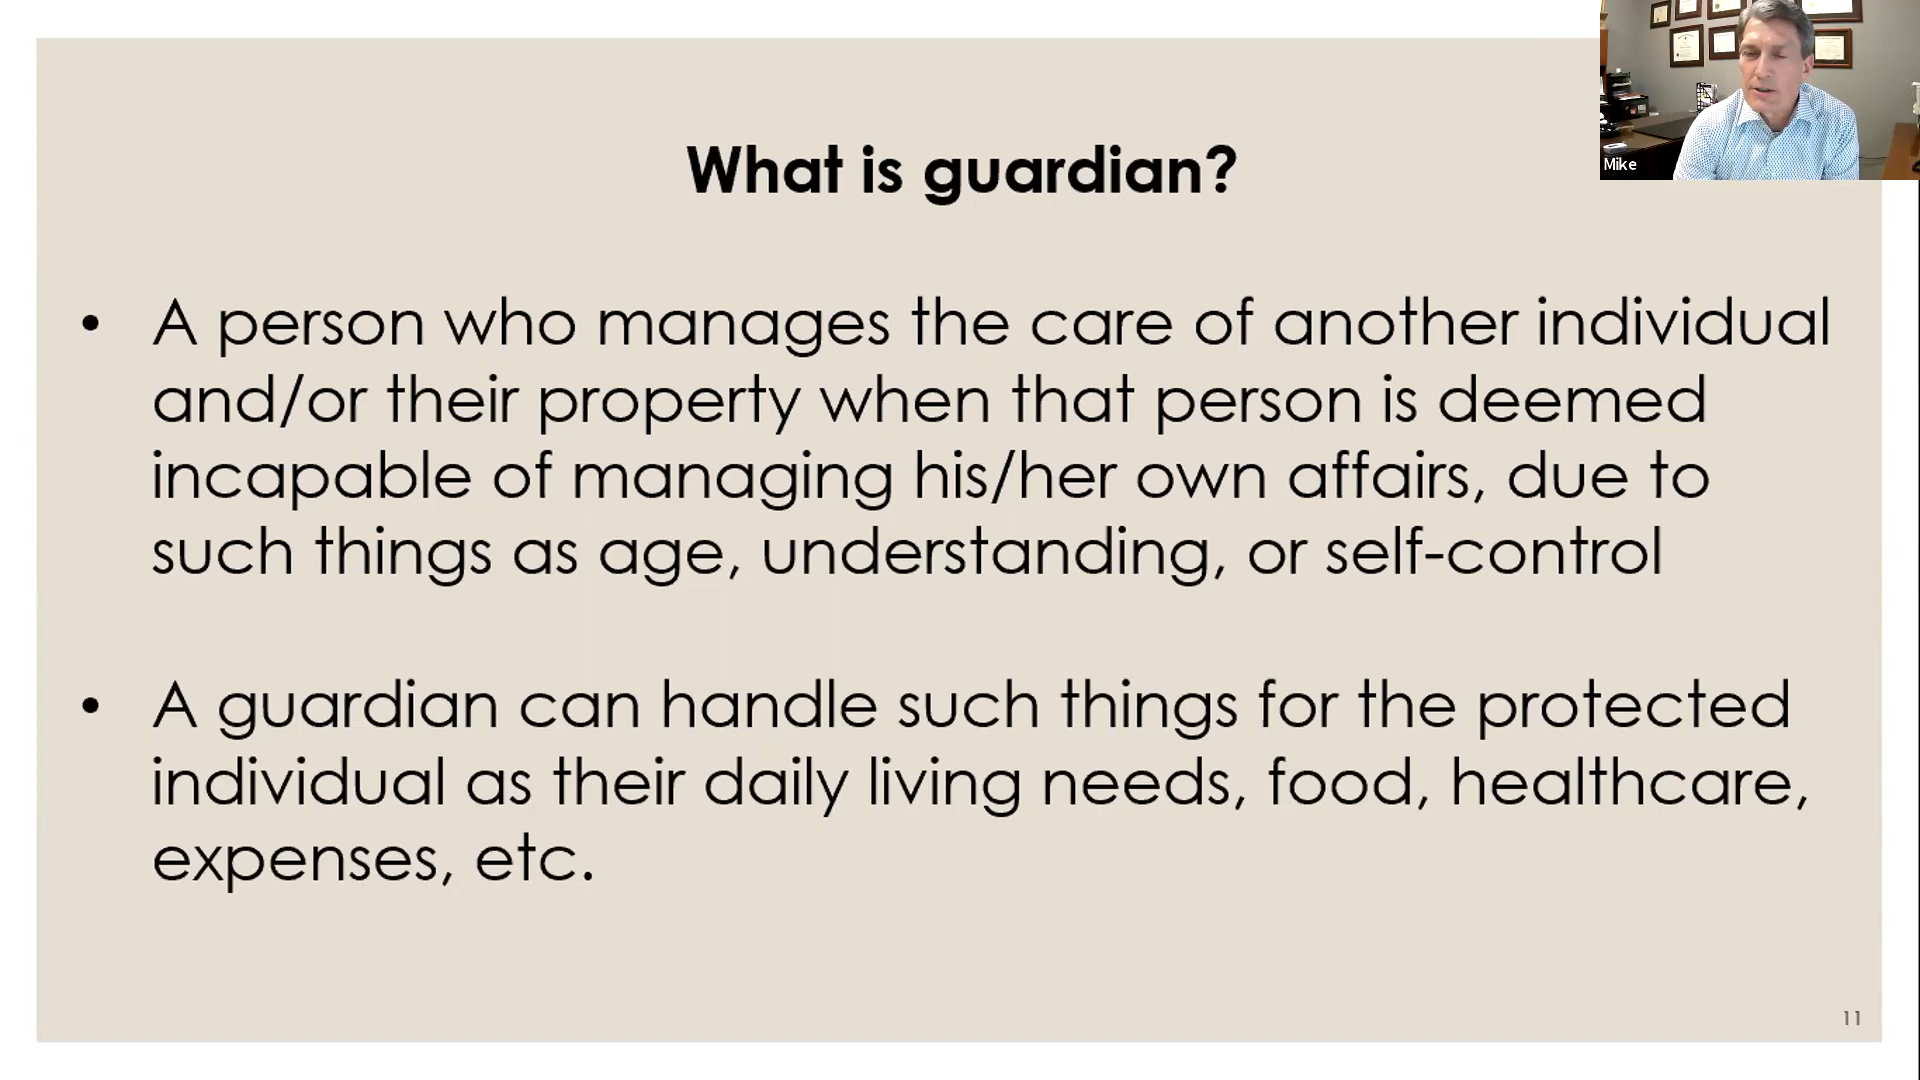 Mike
What is guardian?
• A person who manages the care of another individual
and/or their property when that person is deemed
incapable of managing his/her own affairs, due to
such things as age, understanding, or self-control
• A guardian can handle such things for the protected
individual as their daily living needs, food, healthcare,
expenses, etc.
11